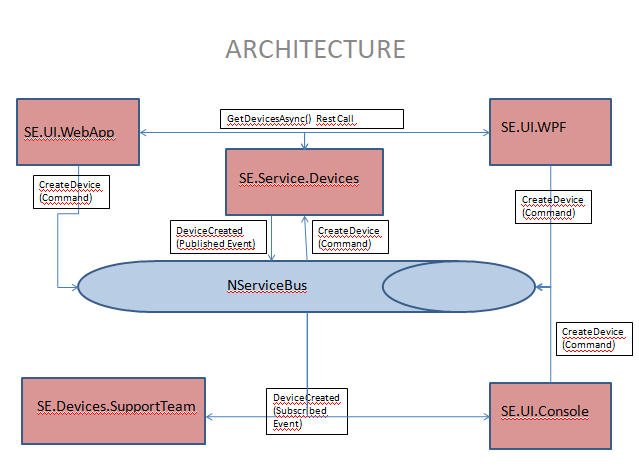 ARCHITECTURE
GetDevicesAsync() RestCall
SE.UI.WebApp
SE.UI.WPF
SE.Service.Devices
CreateDevice
(Command)
CreateDevice
(Command)
DeviceCreated
(Published Event)
CreateDevice
(Command)
NServiceBus
CreateDevice
(Command)
SE.Devices.SupportTeam
DeviceCreated
(Subscribed
Event)
SE.UI.Console